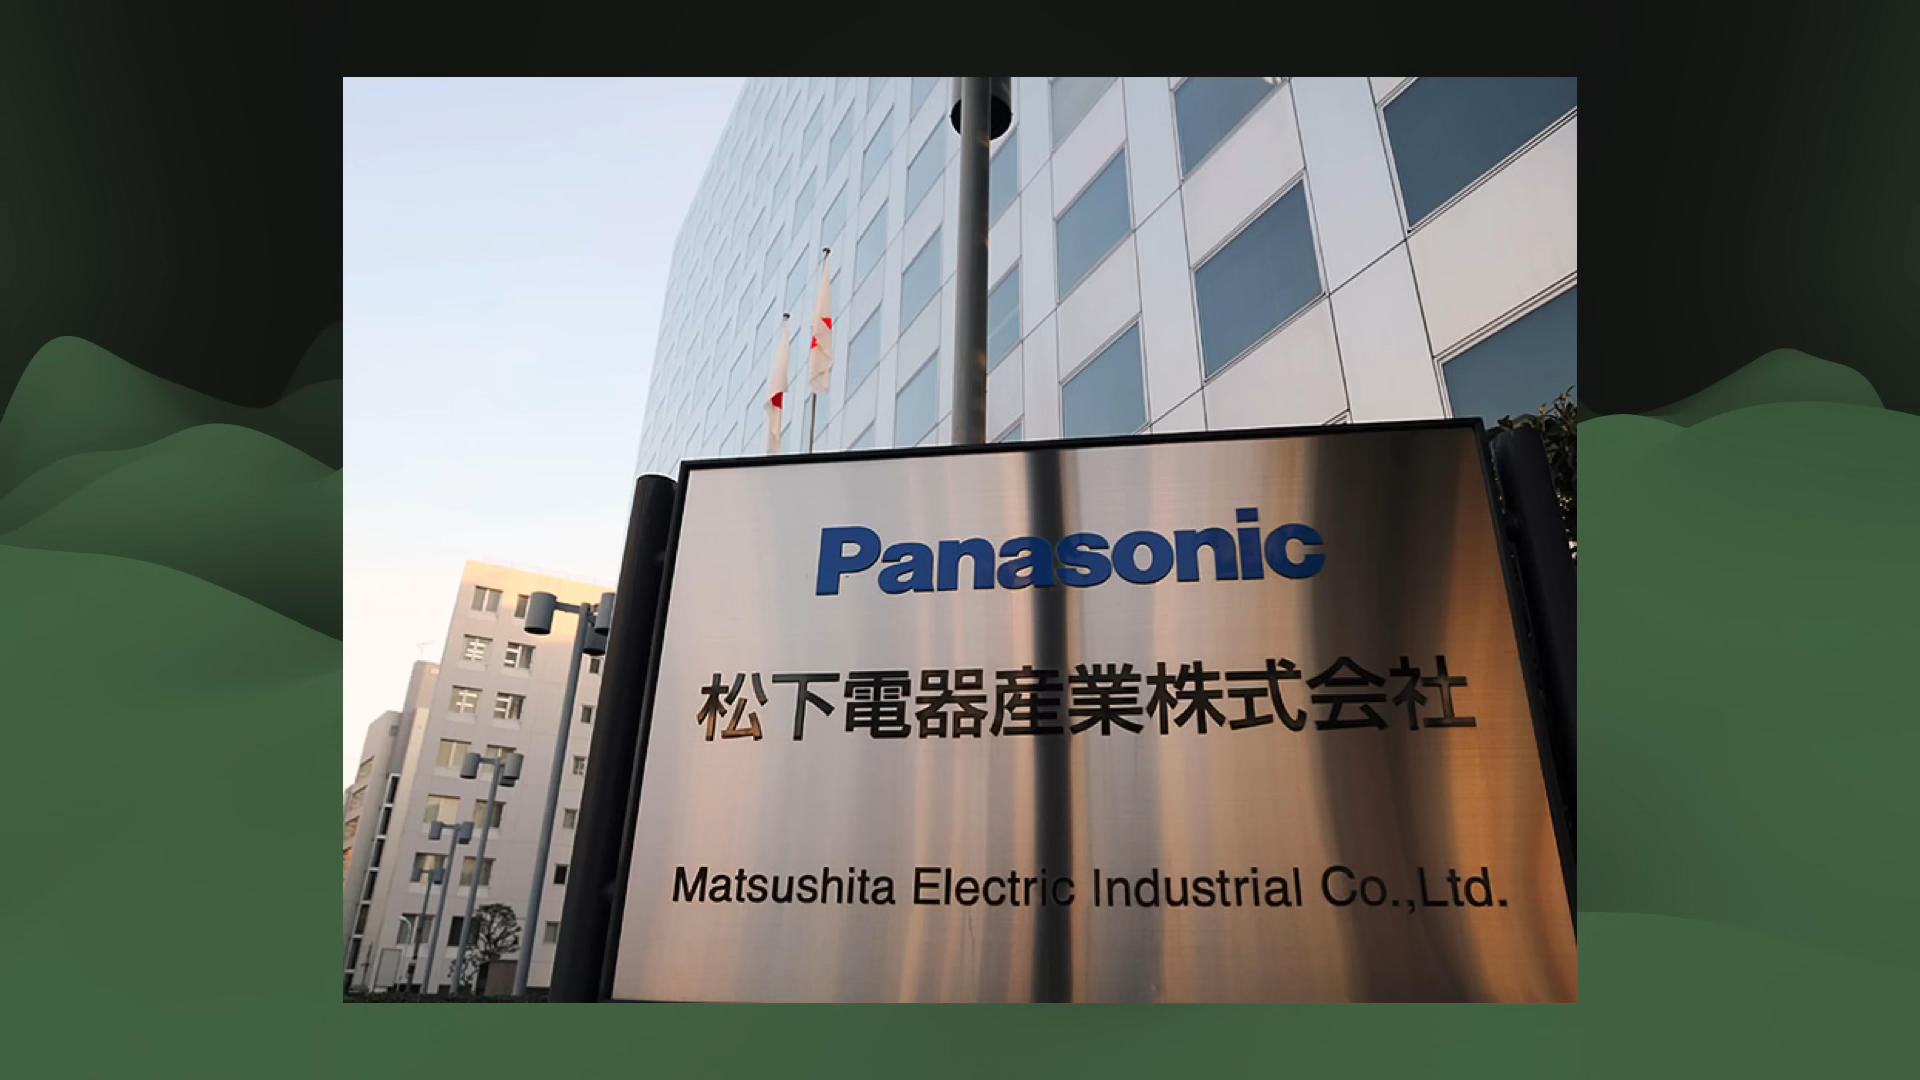 Panasonic
松下電器産業株式会社
Matsushita Electric Industrial Co.,Ltd.